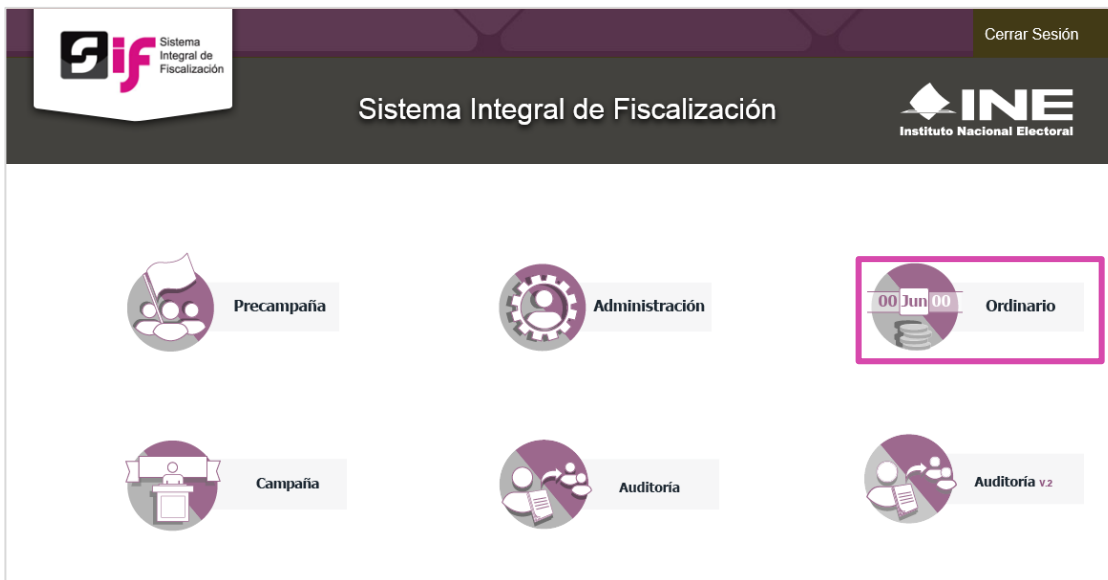 Cerrar Sesión
Sif
Sistema
Integral de
Fiscalización
Sistema Integral de Fiscalización
INE
Instituto Nacional Electoral
Precampaña
Administración
00 Jun 00
Ordinario
Campaña
Auditoría
Auditoría v.2